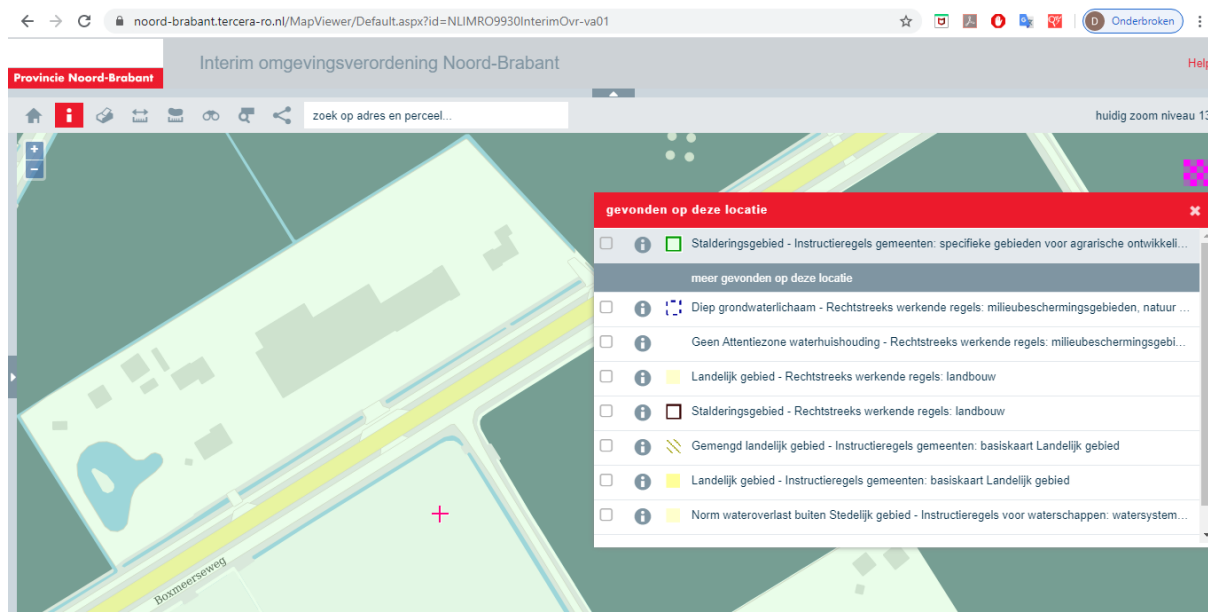 noord-brabant.tercera-ro.nl/MapViewer/Default.aspx?id=NLIMRO9930InterimOvr-va01
D Onderbroken
Provincie Noord-Brabant
Interim omgevingsverordening Noord-Brabant
Help
zoek op adres en perceel...
huidig zoom niveau 13
gevonden op deze locatie
Stalderingsgebied - Instructieregels gemeenten: specifieke gebieden voor agrarische ontwikkeli...
meer gevonden op deze locatie
Diep grondwaterlichaam - Rechtstreeks werkende regels: milieubeschermingsgebieden, natuur ...
Geen Attentiezone waterhuishouding - Rechtstreeks werkende regels: milieubeschermingsgebi...
Landelijk gebied - Rechtstreeks werkende regels: landbouw
Stalderingsgebied - Rechtstreeks werkende regels: landbouw
Gemengd landelijk gebied - Instructieregels gemeenten: basiskaart Landelijk gebied
Landelijk gebied - Instructieregels gemeenten: basiskaart Landelijk gebied
Norm wateroverlast buiten Stedelijk gebied - Instructieregels voor waterschappen: watersystem...
Boxmeerseweg